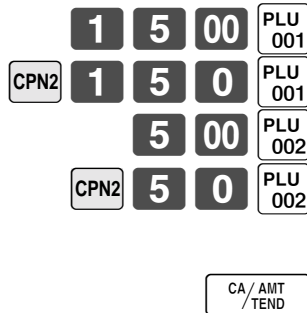 1 5 00 PLU 001
CPN2 1 5 0 PLU 001
5 00 PLU 002
CPN2 5 0 PLU 002
CA/AMT TEND